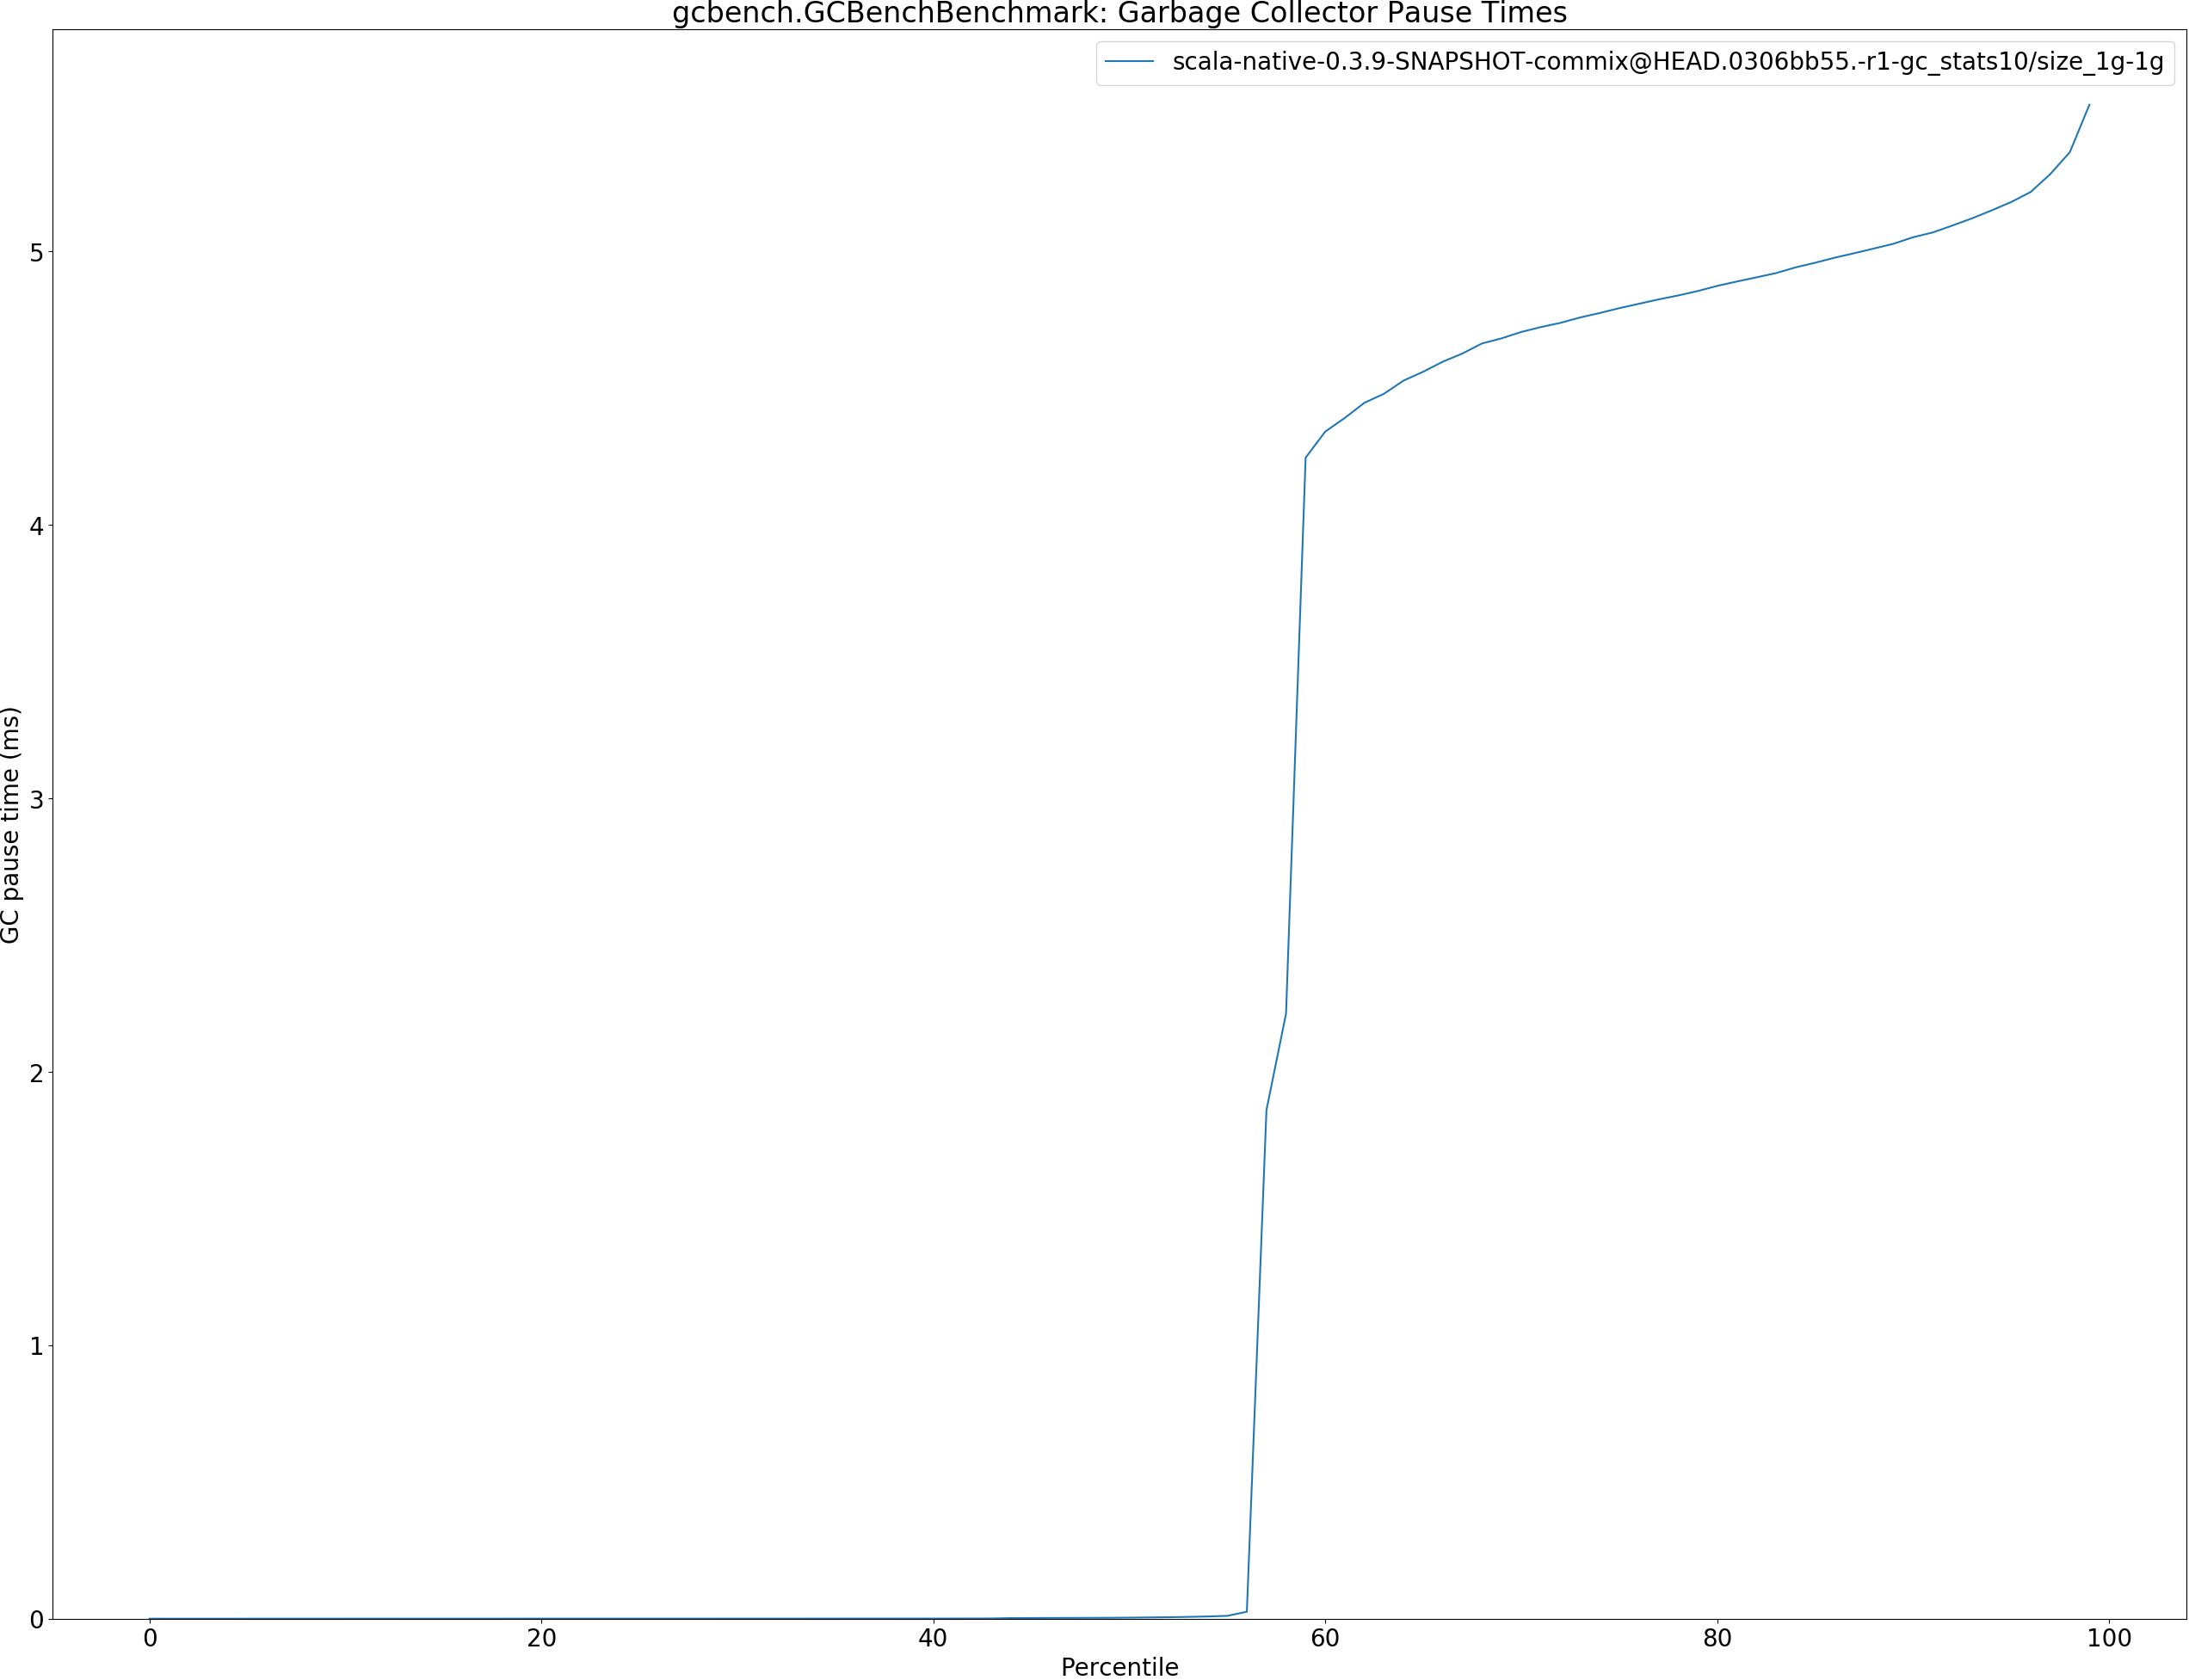 gcbench.GCBenchBenchmark: Garbage Collector Pause Times
scala-native-0.3.9-SNAPSHOT-commix@HEAD.0306bb55.-r1-gc_stats10/size_1g-1g
GC pause time (ms)
5
4
3
2
1
0
0 20 40 60 80 100
Percentile